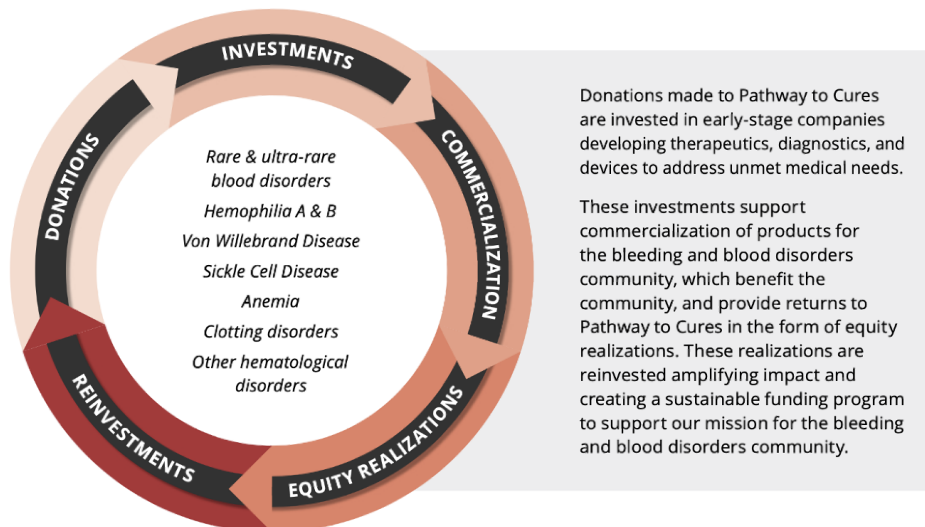 INVESTMENTS
COMMERCIALIZATION
EQUITY REALIZATIONS
REINVESTMENTS
DONATIONS
Rare & ultra-rare
blood disorders
Hemophilia A & B
Von Willebrand Disease
Sickle Cell Disease
Anemia
Clotting disorders
Other hematological
disorders
Donations made to Pathway to Cures
are invested in early-stage companies
developing therapeutics, diagnostics, and
devices to address unmet medical needs.
These investments support
commercialization of products for
the bleeding and blood disorders
community, which benefit the
community, and provide returns to
Pathway to Cures in the form of equity
realizations. These realizations are
reinvested amplifying impact and
creating a sustainable funding program
to support our mission for the bleeding
and blood disorders community.